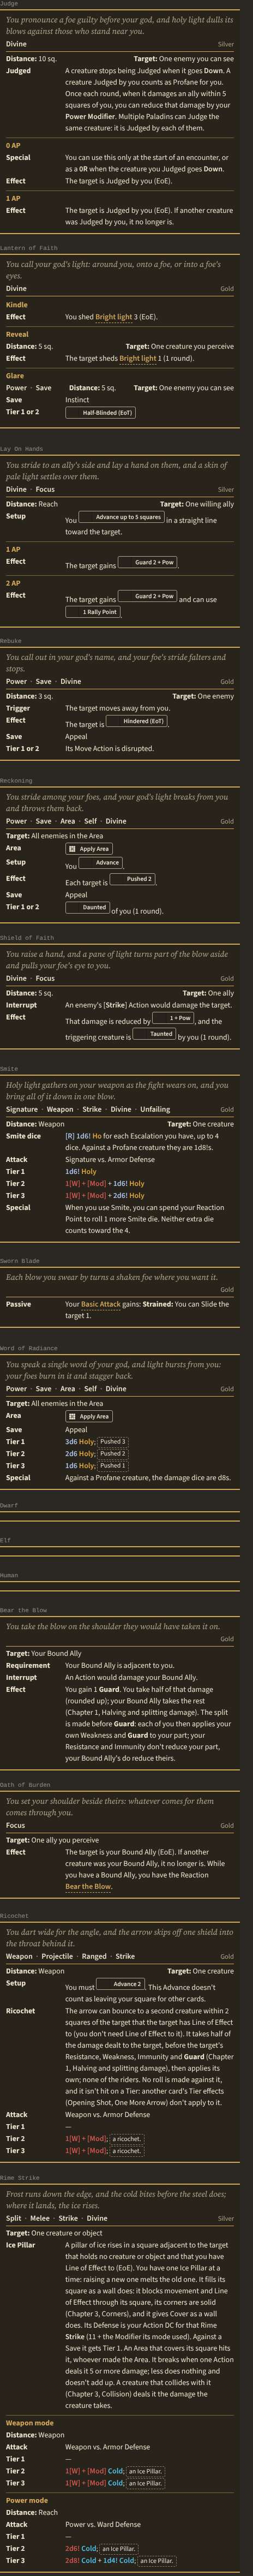 Judge
You pronounce a foe guilty before your god, and holy light dulls its
blows against those who stand near you.
Divine Silver
Distance: 10 sq. Target: One enemy you can see
Judged A creature stops being Judged when it goes Down. A
creature Judged by you counts as Profane for you.
Once each round, when it damages an ally within 5
squares of you, you can reduce that damage by your
Power Modifier. Multiple Paladins can Judge the
same creature: it is Judged by each of them.
0 AP
Special You can use this only at the start of an encounter, or
as a 0R when the creature you Judged goes Down.
Effect The target is Judged by you (EoE).
1 AP
Effect The target is Judged by you (EoE). If another creature
was Judged by you, it no longer is.
Lantern of Faith
You call your god's light: around you, onto a foe, or into a foe's
eyes.
Divine Gold
Kindle
Effect You shed Bright light 3 (EoE).
Reveal
Distance: 5 sq. Target: One creature you perceive
Effect The target sheds Bright light 1 (1 round).
Glare
Power · Save Distance: 5 sq. Target: One enemy you can see
Save Instinct
Tier 1 or 2 Half-Blinded (EoT)
Lay On Hands
You stride to an ally's side and lay a hand on them, and a skin of
pale light settles over them.
Divine · Focus Gold
Distance: Reach Target: One willing ally
Setup You Advance up to 5 squares in a straight line
toward the target.
1 AP
Effect The target gains Guard 2 + Pow.
2 AP
Effect The target gains Guard 2 + Pow and can use
1 Rally Point.
Rebuke
You call out in your god's name, and your foe's stride falters and
stops.
Power · Save · Divine Gold
Distance: 3 sq. Target: One enemy
Trigger The target moves away from you.
Effect The target is Hindered (EoT).
Save Appeal
Tier 1 or 2 Its Move Action is disrupted.
Reckoning
You stride among your foes, and your god's light breaks from you
and throws them back.
Power · Save · Area · Self · Divine Gold
Target: All enemies in the Area
Area Apply Area
Setup You Advance.
Effect Each target is Pushed 2.
Save Appeal
Tier 1 or 2 Daunted of you (1 round).
Shield of Faith
You raise a hand, and a pane of light turns part of the blow aside
and pulls your foe's eye to you.
Divine · Focus Gold
Distance: 5 sq. Target: One ally
Interrupt An enemy's [Strike] Action would damage the target.
Effect That damage is reduced by 1 + Pow, and the
triggering creature is Taunted by you (1 round).
Smite
Holy light gathers on your weapon as the fight wears on, and you
bring all of it down in one blow.
Signature · Weapon · Strike · Divine · Unfailing Gold
Distance: Weapon Target: One creature
Smite dice [R] 1d6! Ho for each Escalation you have, up to 4
dice. Against a Profane creature they are 1d8!s.
Attack Signature vs. Armor Defense
Tier 1 1d6! Holy
Tier 2 1[W] + [Mod] + 1d6! Holy
Tier 3 1[W] + [Mod] + 2d6! Holy
Special When you use Smite, you can spend your Reaction
Point to roll 1 more Smite die. Neither extra die
counts toward the 4.
Sworn Blade
Each blow you swear by turns a shaken foe where you want it.
Gold
Passive Your Basic Attack gains: Strained: You can Slide the
target 1.
Word of Radiance
You speak a single word of your god, and light bursts from you:
your foes burn in it and stagger back.
Power · Save · Area · Self · Divine Gold
Target: All enemies in the Area
Area Apply Area
Save Appeal
Tier 1 3d6 Holy; Pushed 3
Tier 2 2d6 Holy; Pushed 2
Tier 3 1d6 Holy; Pushed 1
Special Against a Profane creature, the damage dice are d8s.
Dwarf
Elf
Human
Bear the Blow
You take the blow on the shoulder they would have taken it on.
Gold
Target: Your Bound Ally
Requirement Your Bound Ally is adjacent to you.
Interrupt An Action would damage your Bound Ally.
Effect You gain 1 Guard. You take half of that damage
(rounded up); your Bound Ally takes the rest
(Chapter 1, Halving and splitting damage). The split
is made before Guard: each of you then applies your
own Weakness and Guard to your part; your
Resistance and Immunity don't reduce your part,
your Bound Ally's do reduce theirs.
Oath of Burden
You set your shoulder beside theirs: whatever comes for them
comes through you.
Focus Gold
Target: One ally you perceive
Effect The target is your Bound Ally (EoE). If another
creature was your Bound Ally, it no longer is. While
you have a Bound Ally, you have the Reaction
Bear the Blow.
Ricochet
You dart wide for the angle, and the arrow skips off one shield into
the throat behind it.
Weapon · Projectile · Ranged · Strike Gold
Distance: Weapon Target: One creature
Setup You must Advance 2. This Advance doesn't
count as leaving your square for other cards.
Ricochet The arrow can bounce to a second creature within 2
squares of the target that the target has Line of Effect
to (you don't need Line of Effect to it). It takes half of
the damage dealt to the target, before the target's
Resistance, Weakness, Immunity and Guard (Chapter
1, Halving and splitting damage), then applies its
own; none of the riders. No roll is made against it,
and it isn't hit on a Tier: another card's Tier effects
(Opening Shot, One More Arrow) don't apply to it.
Attack Weapon vs. Armor Defense
Tier 1 —
Tier 2 1[W] + [Mod]; a ricochet.
Tier 3 1[W] + [Mod]; a ricochet.
Rime Strike
Frost runs down the edge, and the cold bites before the steel does;
where it lands, the ice rises.
Split · Melee · Strike · Divine Silver
Target: One creature or object
Ice Pillar A pillar of ice rises in a square adjacent to the target
that holds no creature or object and that you have
Line of Effect to (EoE). You have one Ice Pillar at a
time: raising a new one melts the old one. It fills its
square as a wall does: it blocks movement and Line
of Effect through its square, its corners are solid
(Chapter 3, Corners), and it gives Cover as a wall
does. Its Defense is your Action DC for that Rime
Strike (11 + the Modifier its mode used). Against a
Save it gets Tier 1. An Area that covers its square hits
it, whoever made the Area. It breaks when one Action
deals it 5 or more damage; less does nothing and
doesn't add up. A creature that collides with it
(Chapter 3, Collision) deals it the damage the
creature takes.
Weapon mode
Distance: Weapon
Attack Weapon vs. Armor Defense
Tier 1 —
Tier 2 1[W] + [Mod] Cold; an Ice Pillar.
Tier 3 1[W] + [Mod] Cold; an Ice Pillar.
Power mode
Distance: Reach
Attack Power vs. Ward Defense
Tier 1 —
Tier 2 2d6! Cold; an Ice Pillar.
Tier 3 2d8! Cold + 1d4! Cold; an Ice Pillar.